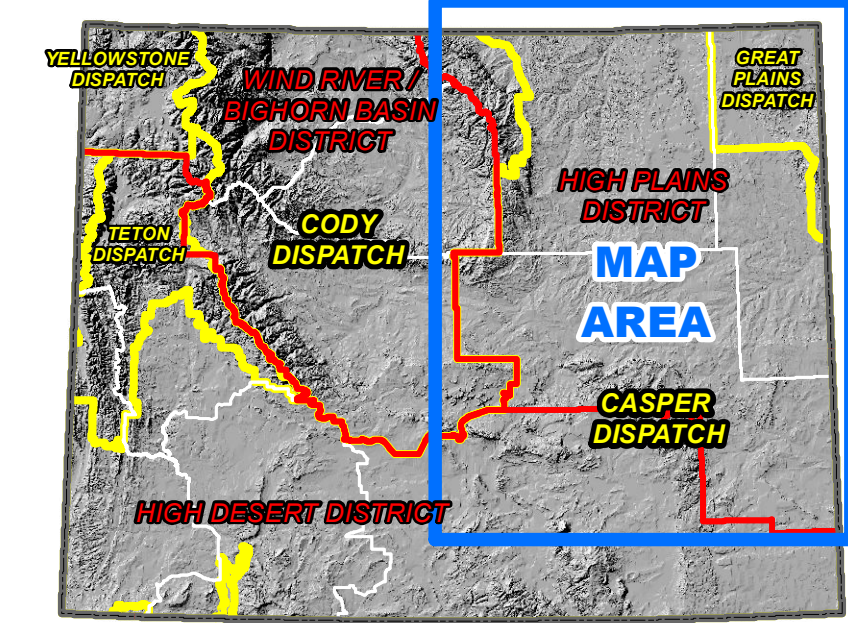 YELLOWSTONE
DISPATCH
WIND RIVER /
BIGHORN BASIN
DISTRICT
GREAT
PLAINS
DISPATCH
HIGH PLAINS
DISTRICT
TETON
DISPATCH
CODY
DISPATCH
MAP
AREA
CASPER
DISPATCH
HIGH DESERT DISTRICT